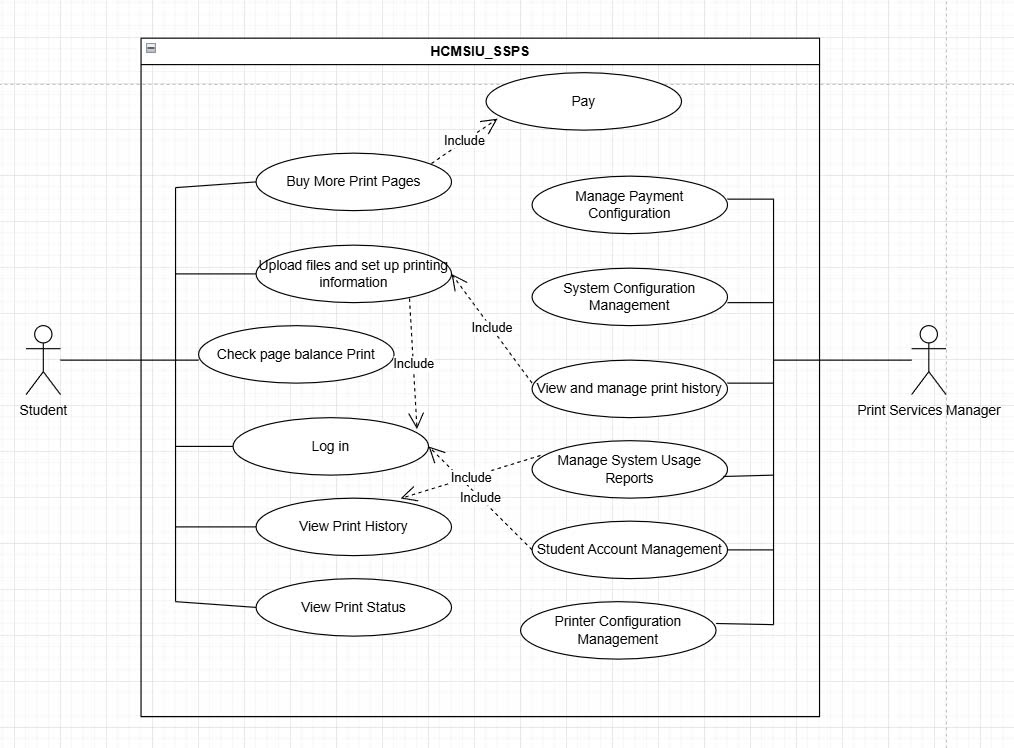 HCMSIU_SSPS
Pay
Include
Buy More Print Pages
Manage Payment
Configuration
Upload files and set up printing
information
System Configuration
Management
Include
Check page balance Print
Include
View and manage print history
Student
Print Services Manager
Log in
Manage System Usage
Reports
Include
Include
View Print History
Student Account Management
View Print Status
Printer Configuration
Management